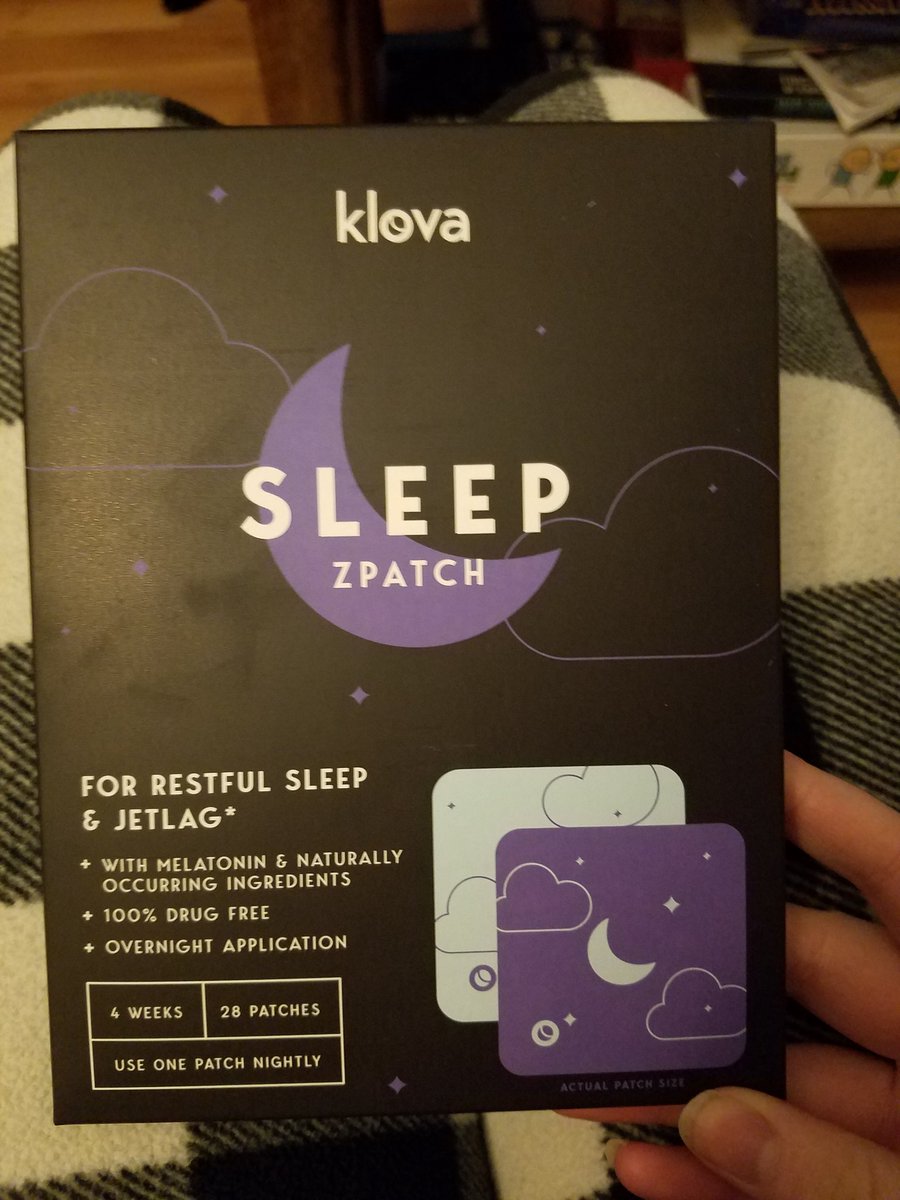 klova
SLEEP
ZPATCH
FOR RESTFUL SLEEP
& JETLAG*
+ WITH MELATONIN & NATURALLY
OCCURRING INGREDIENTS
+ 100% DRUG FREE
+ OVERNIGHT APPLICATION
4 WEEKS
28 PATCHES
USE ONE PATCH NIGHTLY
ACTUAL PATCH SIZE